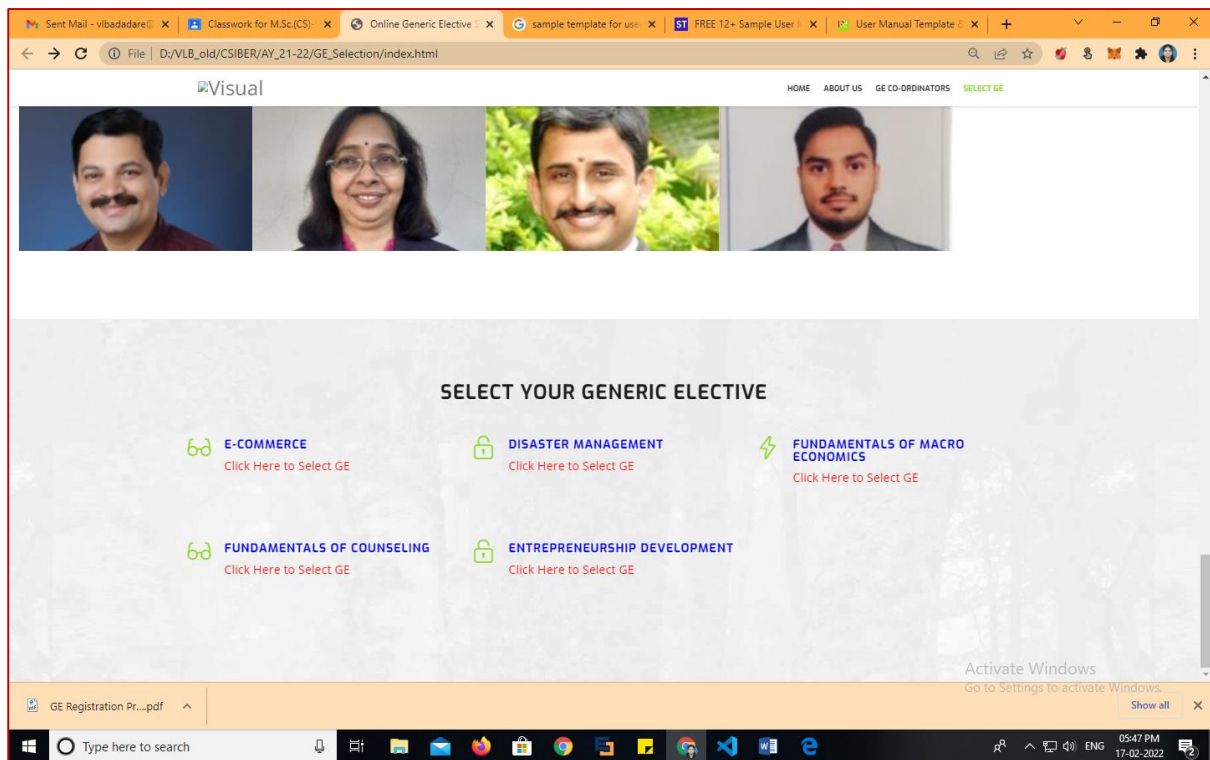 Sent Mail - vlbadadare@
Classwork for M.Sc.(CS)-
Online Generic Elective S
sample template for use
ST FREE 12+ Sample User M
User Manual Template &
File D:/VLB_old/CSIBER/AY_21-22/GE_Selection/index.html
Visual
HOME ABOUT US GE CO-ORDINATORS SELECT GE
SELECT YOUR GENERIC ELECTIVE
E-COMMERCE
Click Here to Select GE
DISASTER MANAGEMENT
Click Here to Select GE
FUNDAMENTALS OF MACRO
ECONOMICS
Click Here to Select GE
FUNDAMENTALS OF COUNSELING
Click Here to Select GE
ENTREPRENEURSHIP DEVELOPMENT
Click Here to Select GE
Activate Windows
Go to Settings to activate Windows.
GE Registration Pr....pdf
Show all
Type here to search
ENG
05:47 PM
17-02-2022
2